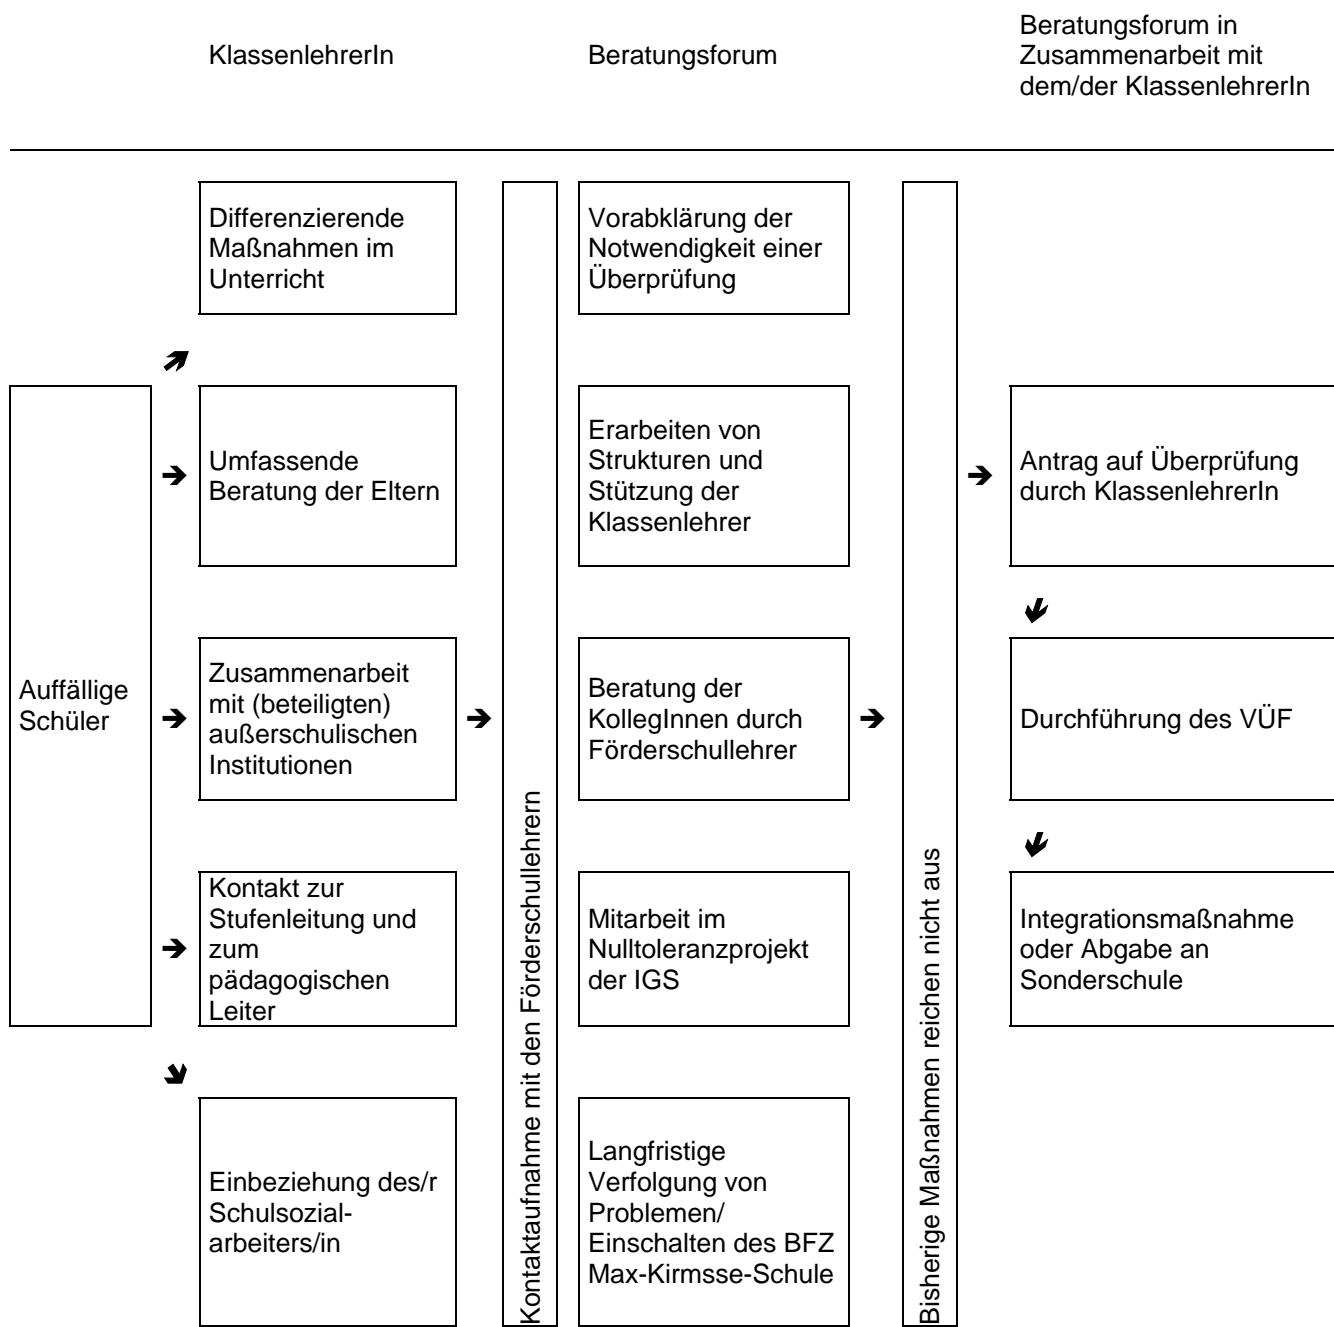 KlassenlehrerIn
Beratungsforum
Beratungsforum in
Zusammenarbeit mit
dem/der KlassenlehrerIn
Auffällige
Schüler
Differenzierende
Maßnahmen im
Unterricht
Umfassende
Beratung der Eltern
Zusammenarbeit
mit (beteiligten)
außerschulischen
Institutionen
Kontakt zur
Stufenleitung und
zum
pädagogischen
Leiter
Einbeziehung des/r
Schulsozial-
arbeiters/in
Kontaktaufnahme mit den Förderschullehrern
Vorabklärung der
Notwendigkeit einer
Überprüfung
Erarbeiten von
Strukturen und
Stützung der
Klassenlehrer
Beratung der
KollegInnen durch
Förderschullehrer
Mitarbeit im
Nulltoleranzprojekt
der IGS
Langfristige
Verfolgung von
Problemen/
Einschalten des BFZ
Max-Kirmsse-Schule
Bisherige Maßnahmen reichen nicht aus
Antrag auf Überprüfung
durch KlassenlehrerIn
Durchführung des VÜF
Integrationsmaßnahme
oder Abgabe an
Sonderschule